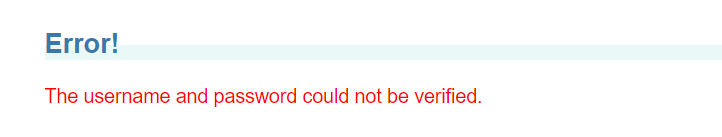 Error!
The username and password could not be verified.